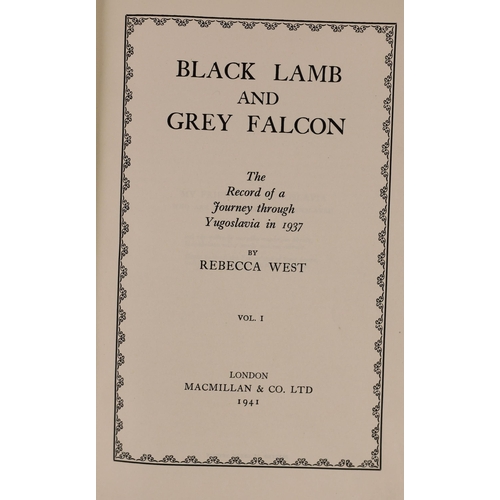 BLACK LAMB
AND
GREY FALCON
The
Record of a
Journey through
Yugoslavia in 1937
BY
REBECCA WEST
VOL. I
LONDON
MACMILLAN & CO. LTD
1941